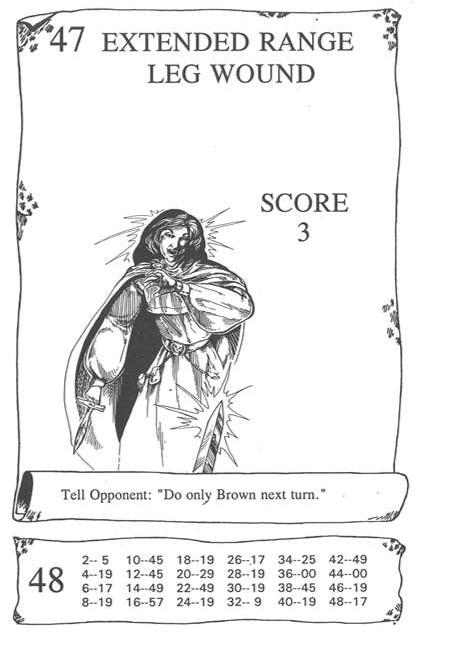 47 EXTENDED RANGE
LEG WOUND
SCORE
3
Tell Opponent: "Do only Brown next turn."
48
2-- 5 10--45 18--19 26--17 34--25 42--49
4--19 12--45 20--29 28--19 36--00 44--00
6--17 14--49 22--49 30--19 38--45 46--19
8--19 16--57 24--19 32-- 9 40--19 48--17